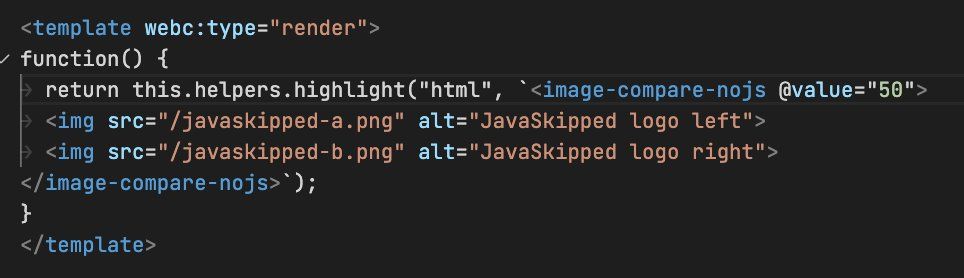 <template webc:type="render">
function() {
return this.helpers.highlight("html", `<image-compare-nojs @value="50">
<img src="/javaskipped-a.png" alt="JavaSkipped logo left">
<img src="/javaskipped-b.png" alt="JavaSkipped logo right">
</image-compare-nojs>`);
}
</template>